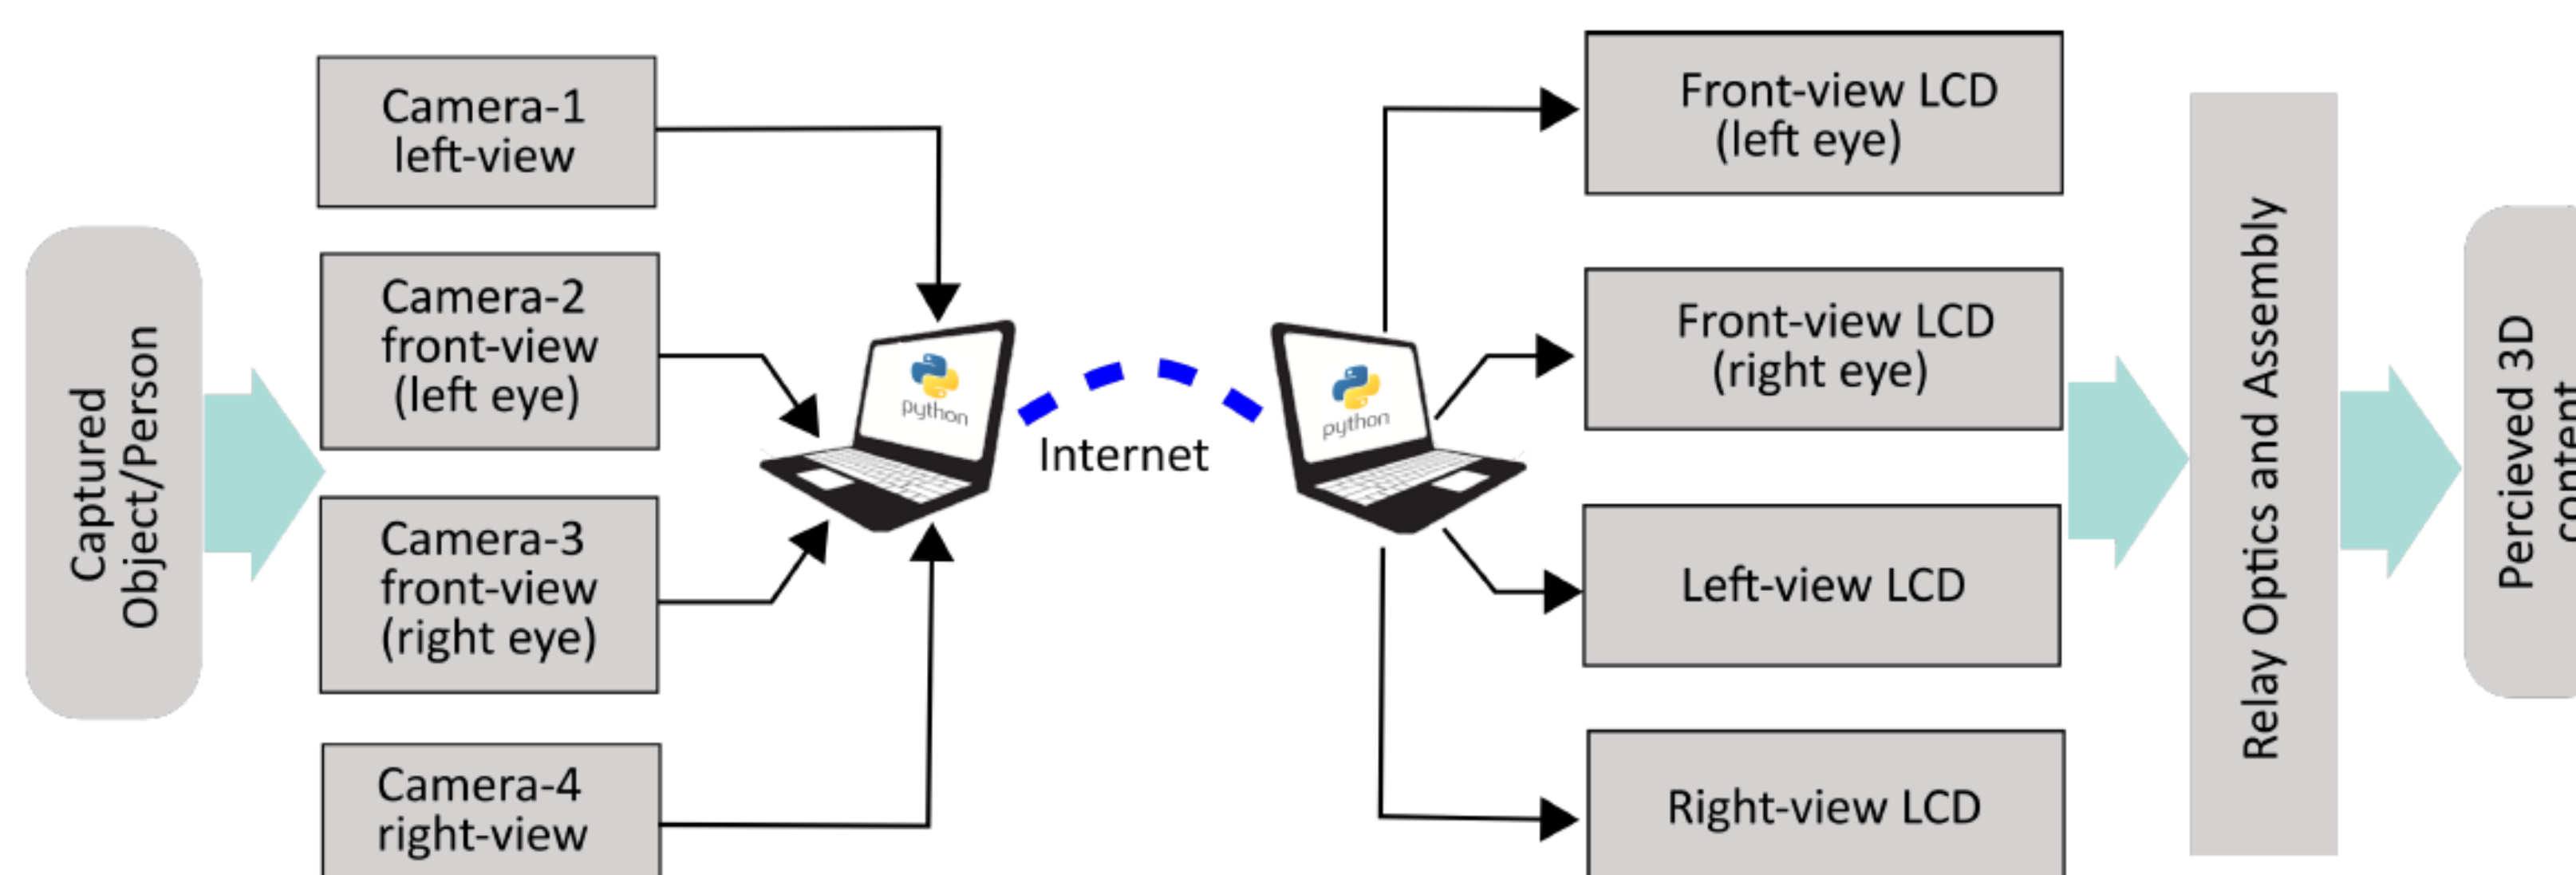 Captured
Object/Person
Camera-1
left-view
Camera-2
front-view
(left eye)
Camera-3
front-view
(right eye)
Camera-4
right-view
python
Internet
python
Front-view LCD
(left eye)
Front-view LCD
(right eye)
Left-view LCD
Right-view LCD
Relay Optics and Assembly
Percieved 3D
content